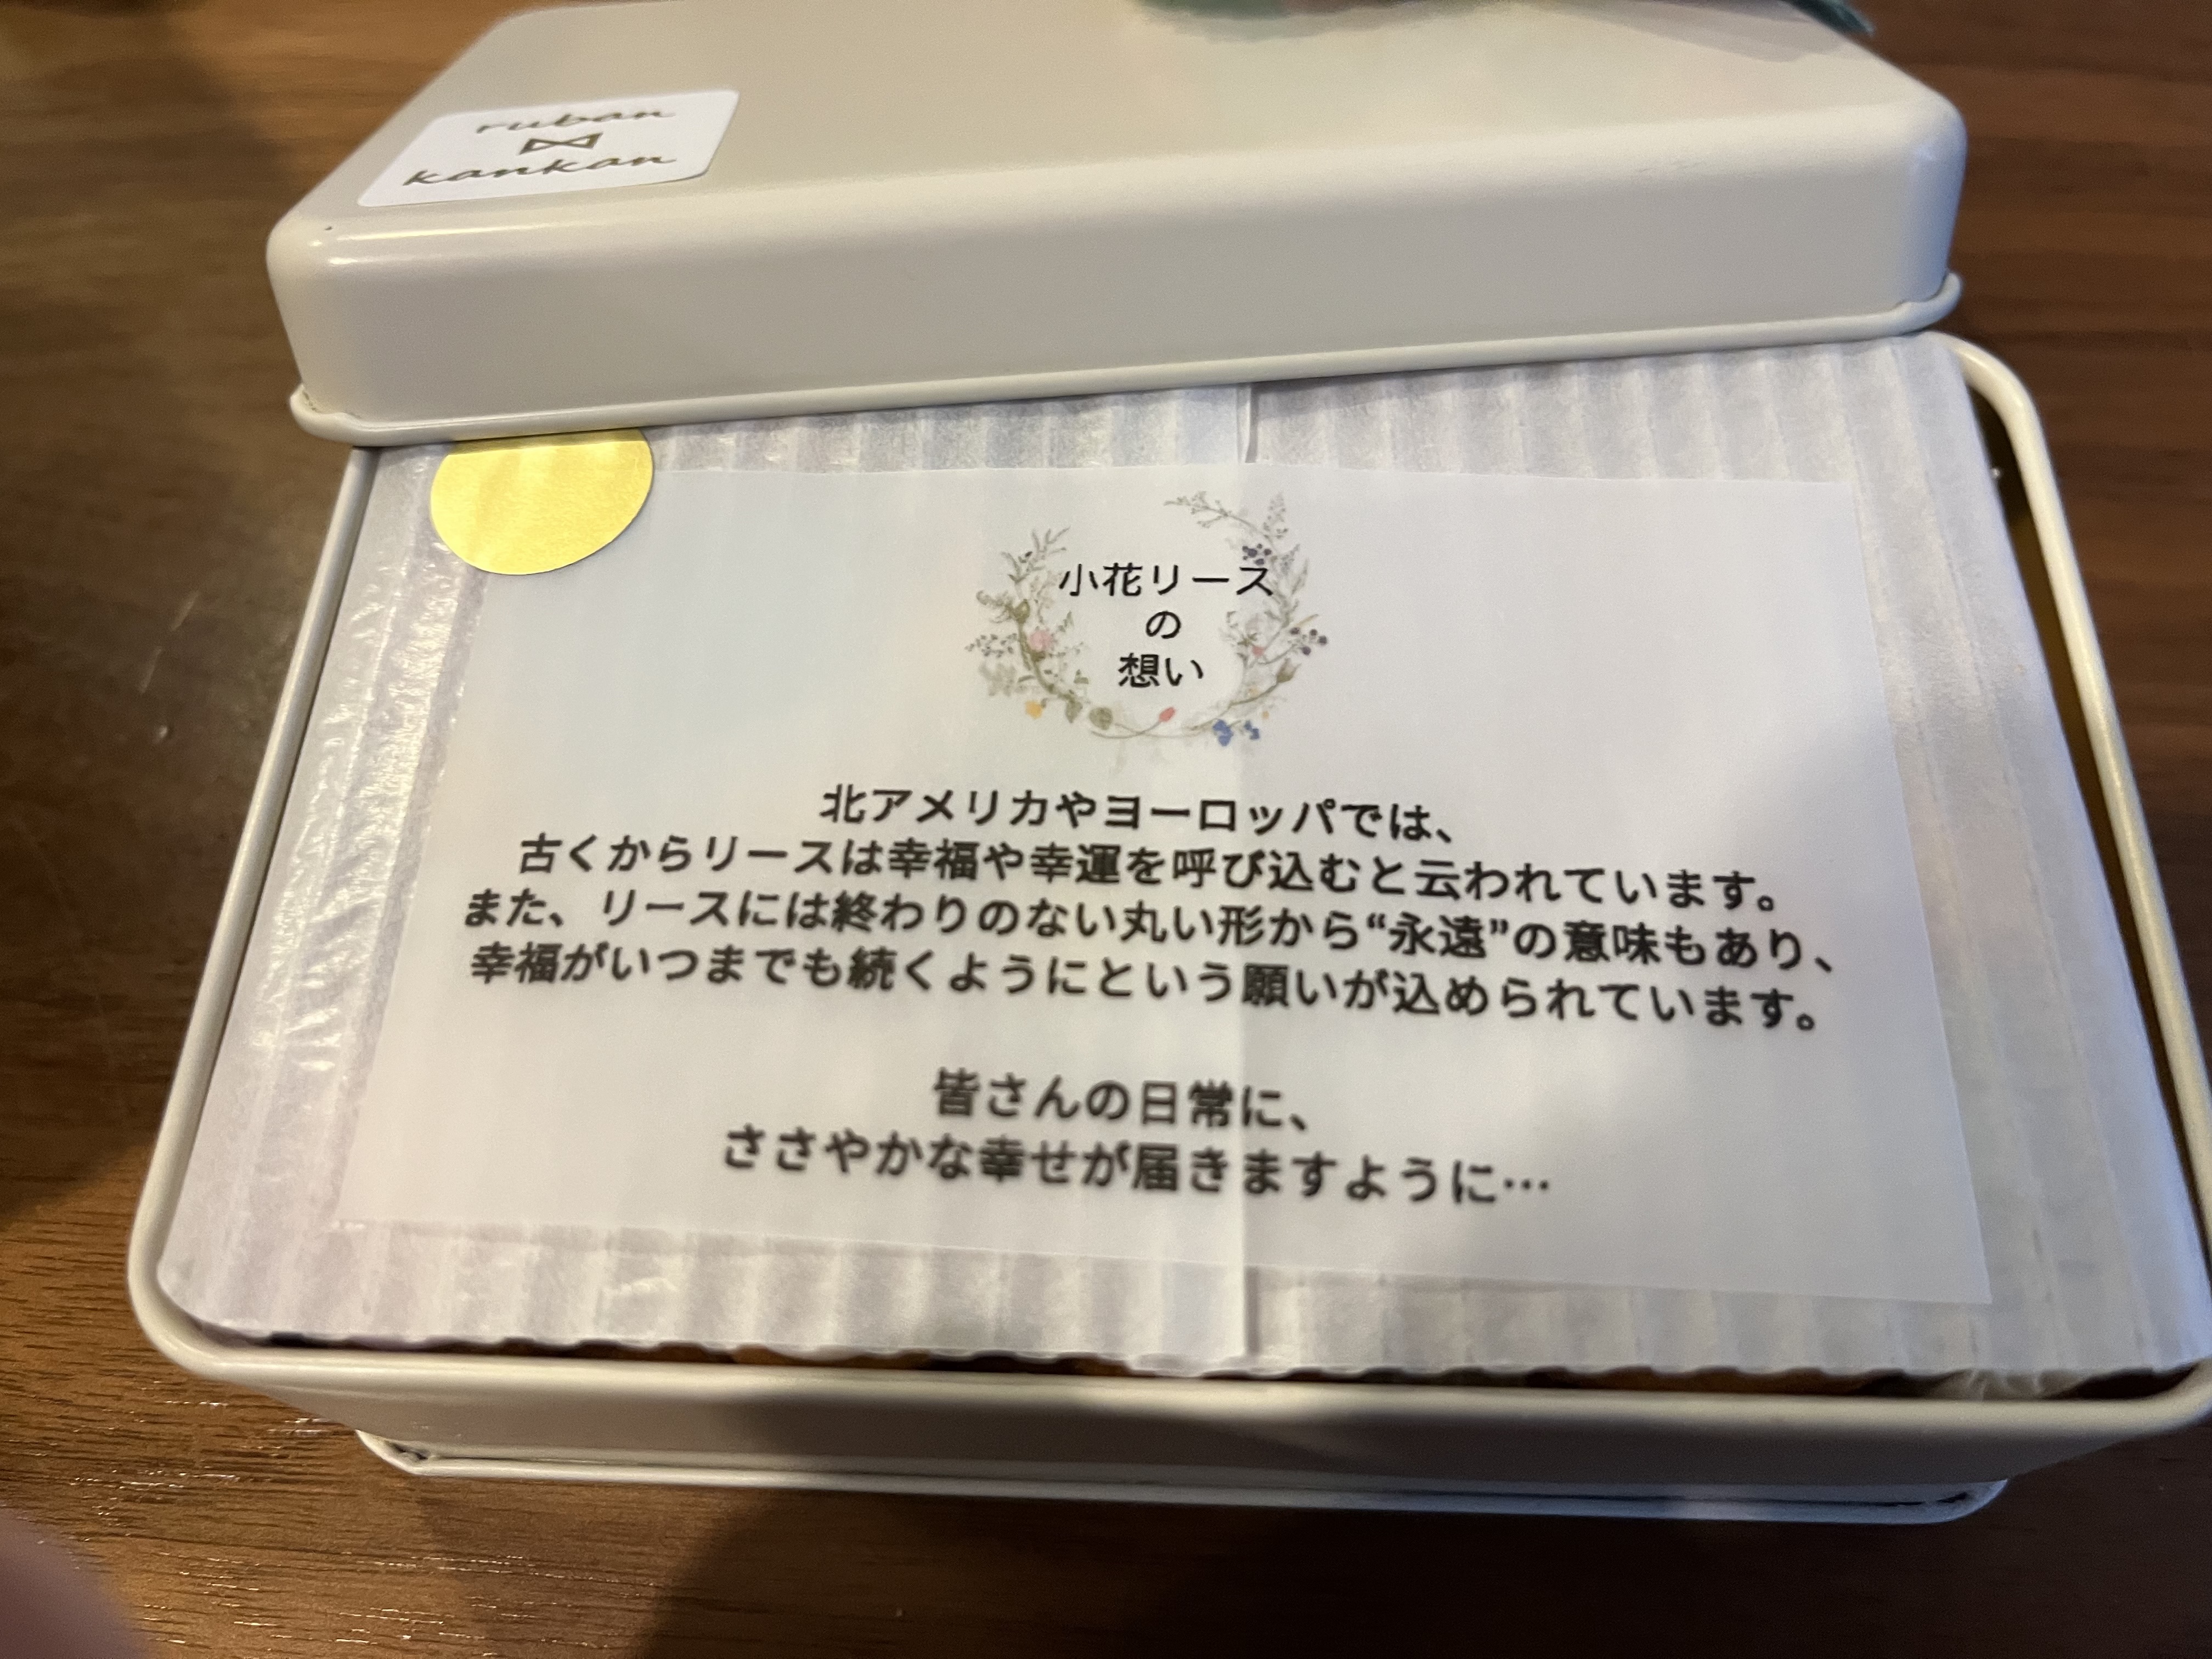 ruban
kankan
小花リース
の
想い
北アメリカやヨーロッパでは、
古くからリースは幸福や幸運を呼び込むと云われています。
また、リースには終わりのない丸い形から“永遠”の意味もあり、
幸福がいつまでも続くようにという願いが込められています。
皆さんの日常に、
ささやかな幸せが届きますように…